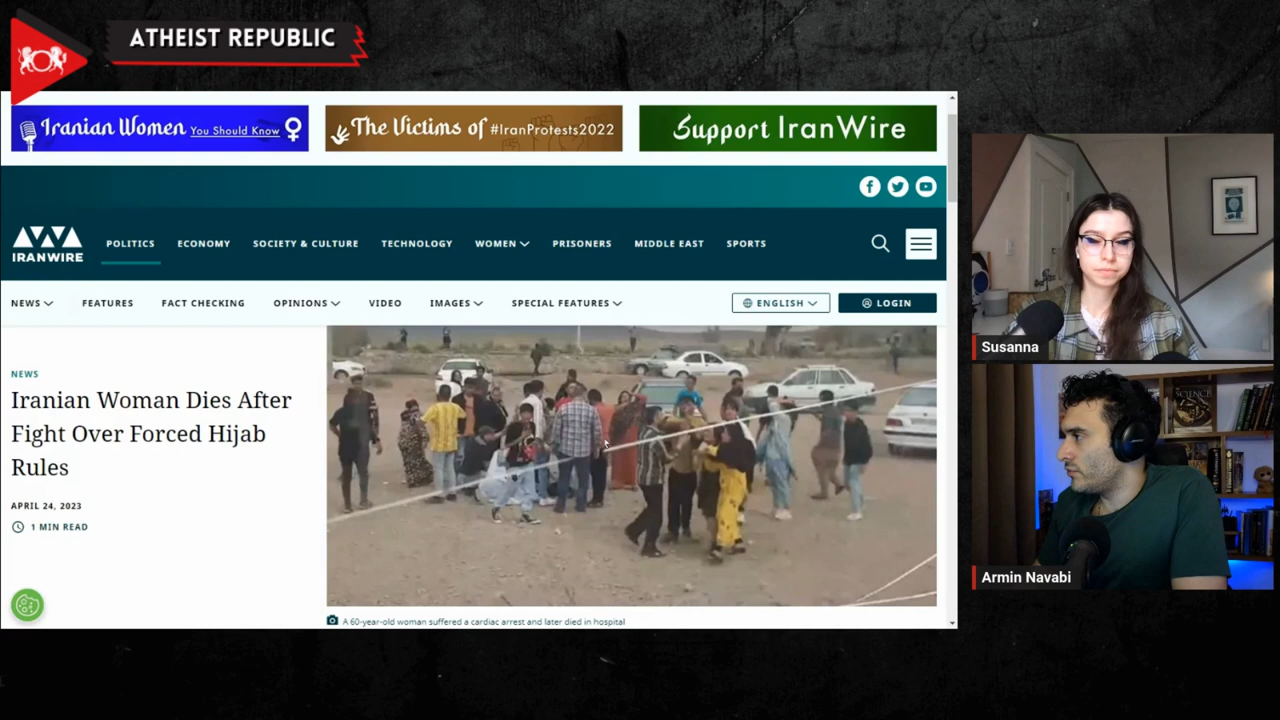 ATHEIST REPUBLIC
Iranian Women You Should Know
The Victims of #IranProtests2022
Support IranWire
IRANWIRE
POLITICS ECONOMY SOCIETY & CULTURE TECHNOLOGY WOMEN PRISONERS MIDDLE EAST SPORTS
NEWS FEATURES FACT CHECKING OPINIONS VIDEO IMAGES SPECIAL FEATURES ENGLISH LOGIN
NEWS
Iranian Woman Dies After
Fight Over Forced Hijab
Rules
APRIL 24, 2023
1 MIN READ
A 60-year-old woman suffered a cardiac arrest and later died in hospital
Susanna
SCIENCE
Armin Navabi